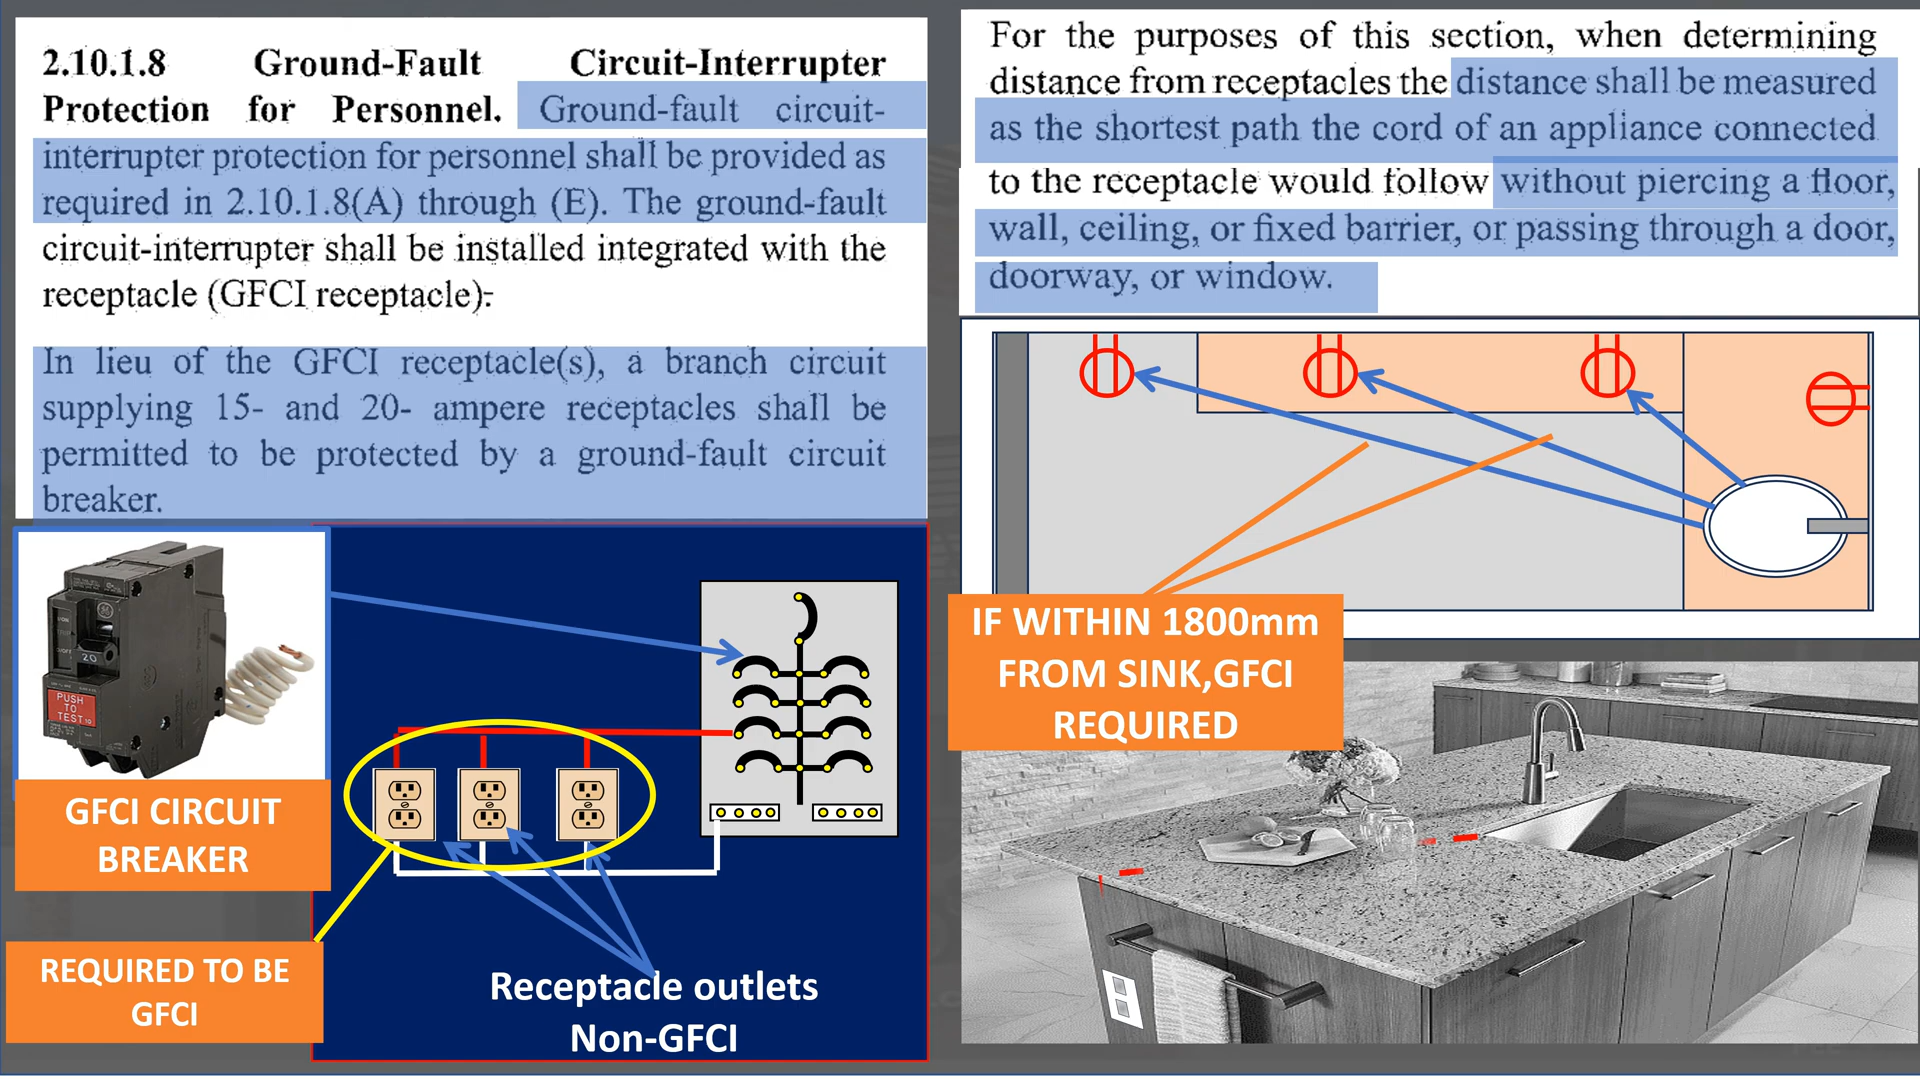 2.10.1.8 Ground-Fault Circuit-Interrupter
Protection for Personnel. Ground-fault circuit-
interrupter protection for personnel shall be provided as
required in 2.10.1.8(A) through (E). The ground-fault
circuit-interrupter shall be installed integrated with the
receptacle (GFCI receptacle).
In lieu of the GFCI receptacle(s), a branch circuit
supplying 15- and 20- ampere receptacles shall be
permitted to be protected by a ground-fault circuit
breaker.
20
PUSH
TO
TEST
GFCI CIRCUIT
BREAKER
REQUIRED TO BE
GFCI
Receptacle outlets
Non-GFCI
For the purposes of this section, when determining
distance from receptacles the distance shall be measured
as the shortest path the cord of an appliance connected
to the receptacle would follow without piercing a floor,
wall, ceiling, or fixed barrier, or passing through a door,
doorway, or window.
IF WITHIN 1800mm
FROM SINK,GFCI
REQUIRED